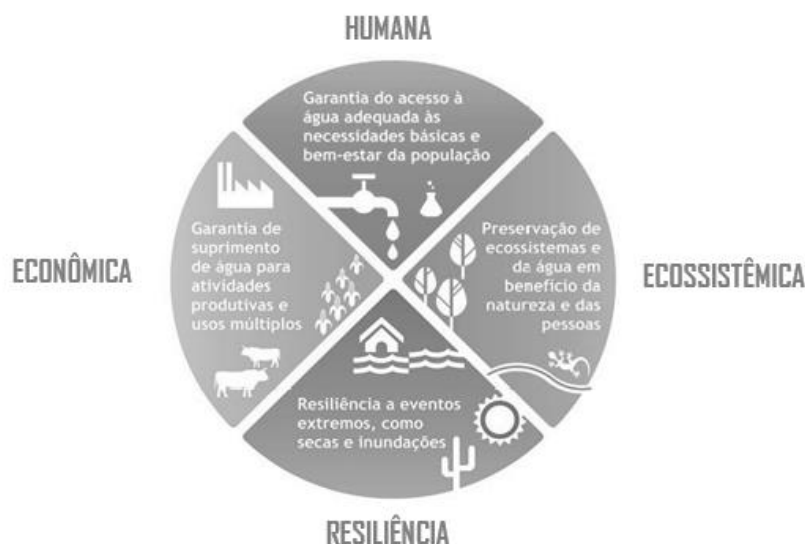 HUMANA
Garantia do acesso à
água adequada às
necessidades básicas e
bem-estar da população
ECONÔMICA
Garantia de
suprimento
de água para
atividades
produtivas e
usos múltiplos
Preservação de
ecossistemas e
da água em
benefício da
natureza e das
pessoas
ECOSSISTÊMICA
Resiliência a eventos
extremos, como
secas e inundações
RESILIÊNCIA